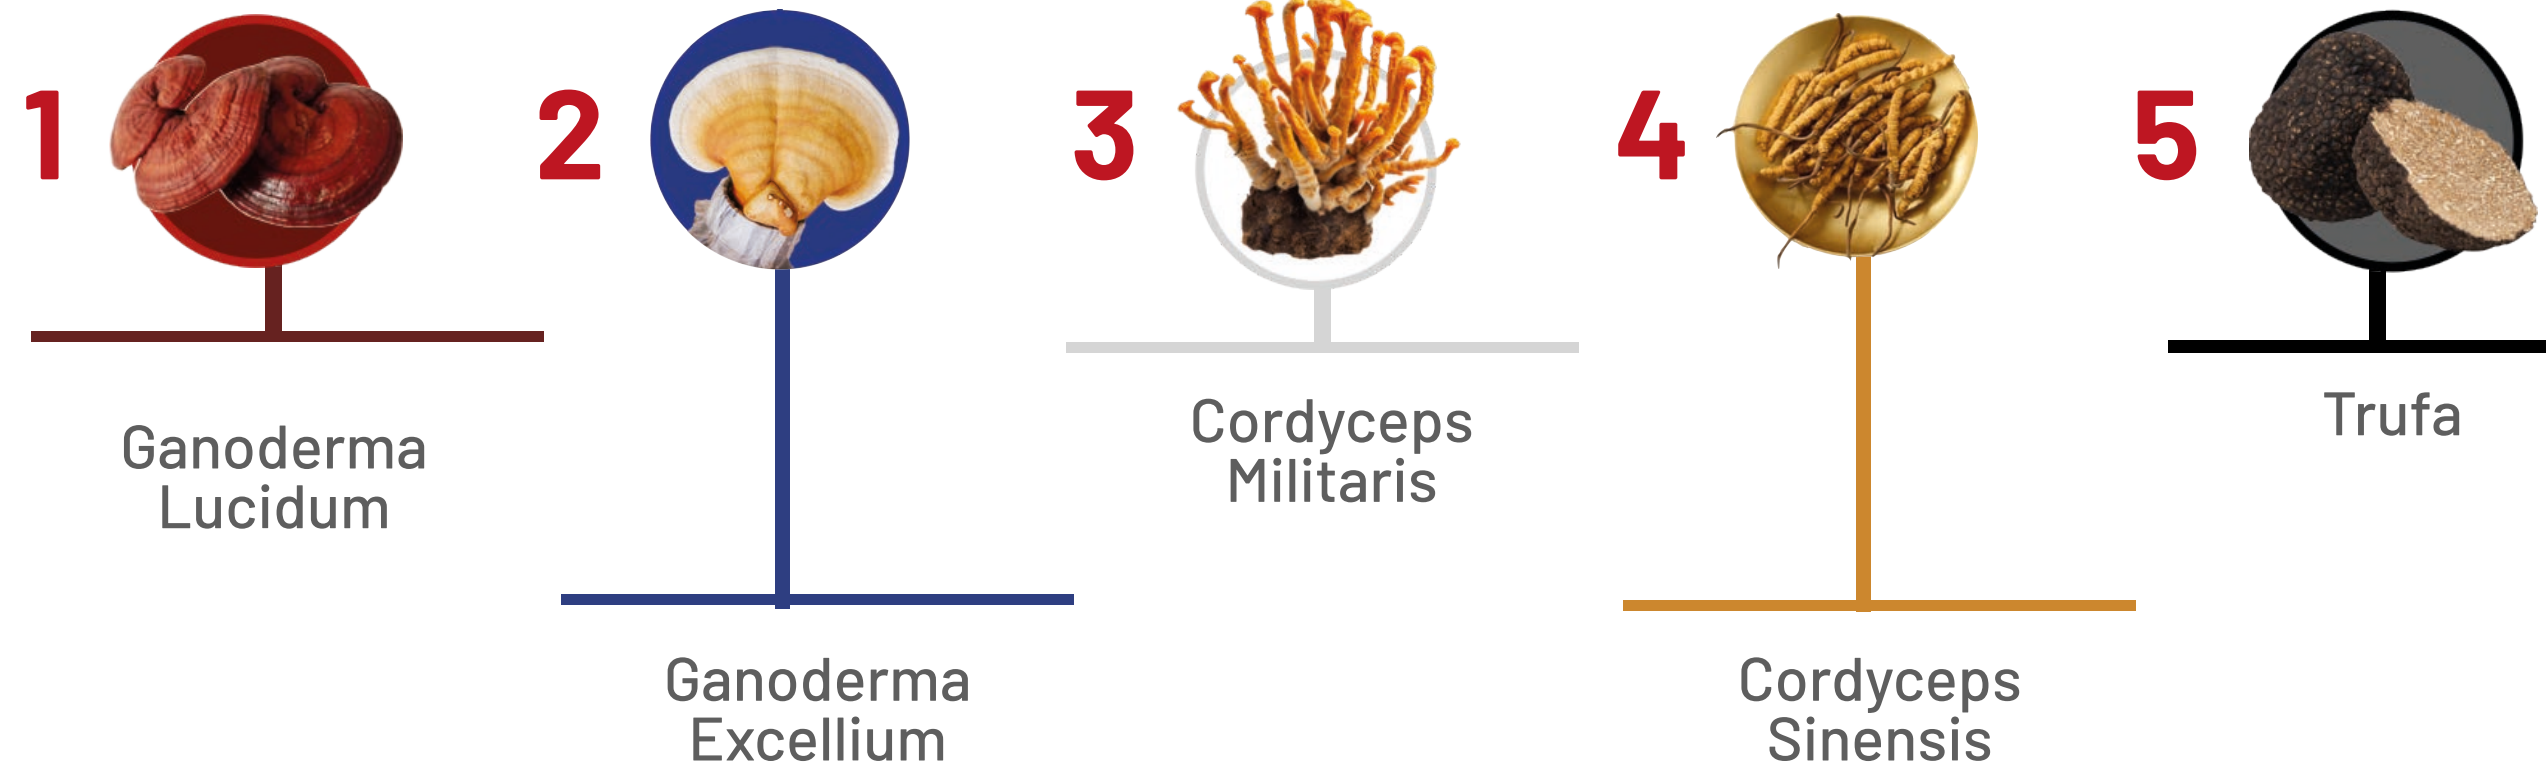 1
Ganoderma
Lucidum
2
Ganoderma
Excellium
3
Cordyceps
Militaris
4
Cordyceps
Sinensis
5
Trufa